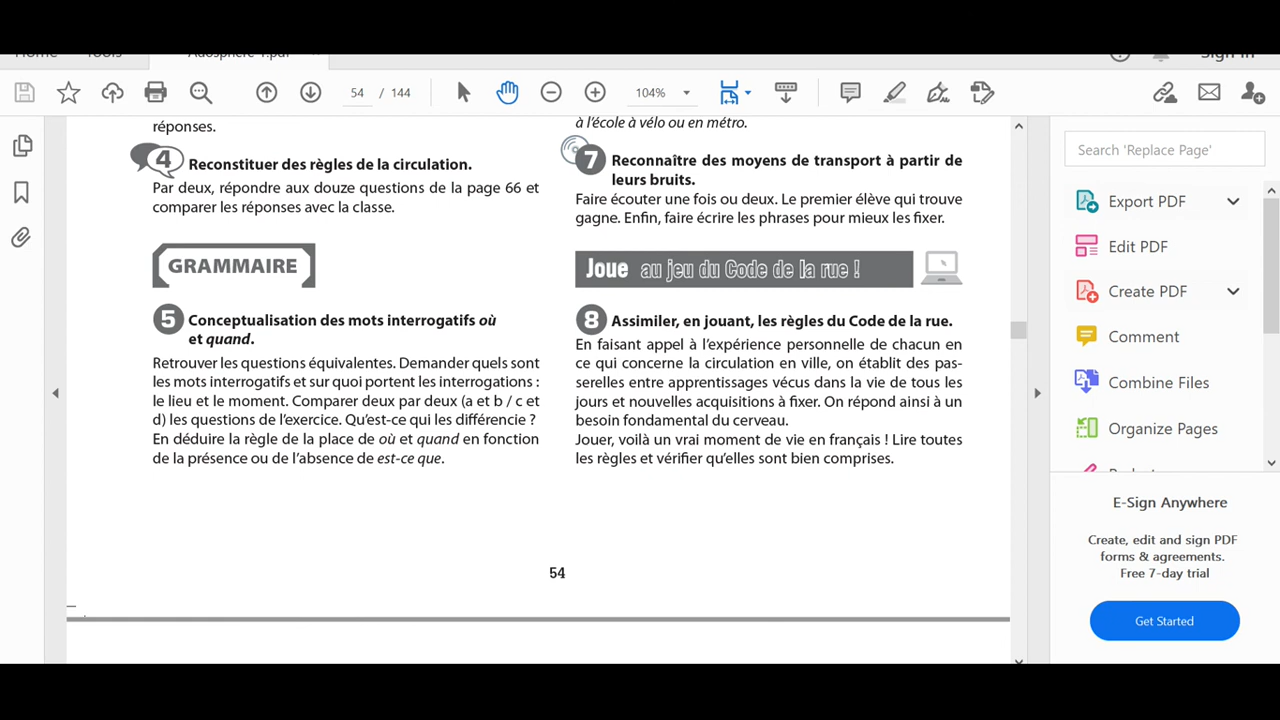 Sign In
54 / 144
104%
réponses.
4 Reconstituer des règles de la circulation.
Par deux, répondre aux douze questions de la page 66 et
comparer les réponses avec la classe.
GRAMMAIRE
5 Conceptualisation des mots interrogatifs où
et quand.
Retrouver les questions équivalentes. Demander quels sont
les mots interrogatifs et sur quoi portent les interrogations :
le lieu et le moment. Comparer deux par deux (a et b / c et
d) les questions de l'exercice. Qu'est-ce qui les différencie ?
En déduire la règle de la place de où et quand en fonction
de la présence ou de l'absence de est-ce que.
à l'école à vélo ou en métro.
7 Reconnaître des moyens de transport à partir de
leurs bruits.
Faire écouter une fois ou deux. Le premier élève qui trouve
gagne. Enfin, faire écrire les phrases pour mieux les fixer.
Joue au jeu du Code de la rue !
8 Assimiler, en jouant, les règles du Code de la rue.
En faisant appel à l'expérience personnelle de chacun en
ce qui concerne la circulation en ville, on établit des pas-
serelles entre apprentissages vécus dans la vie de tous les
jours et nouvelles acquisitions à fixer. On répond ainsi à un
besoin fondamental du cerveau.
Jouer, voilà un vrai moment de vie en français ! Lire toutes
les règles et vérifier qu'elles sont bien comprises.
54
Search 'Replace Page'
Export PDF
Edit PDF
Create PDF
Comment
Combine Files
Organize Pages
E-Sign Anywhere
Create, edit and sign PDF
forms & agreements.
Free 7-day trial
Get Started